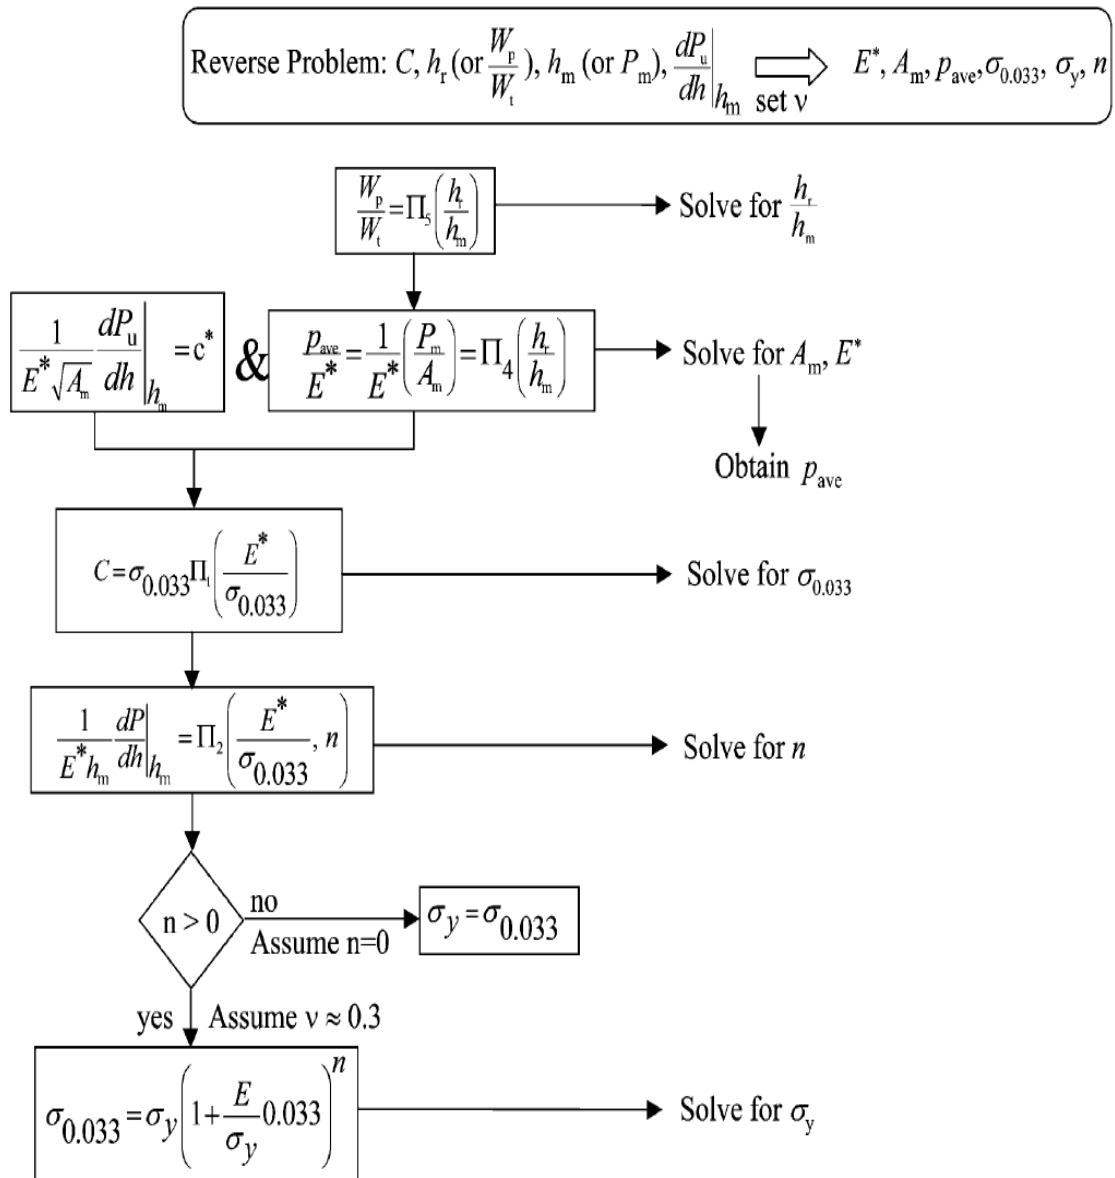 Reverse Problem: C, h_r (or W_p/W_t), h_m (or P_m), dP_u/dh|h_m ⟹ set ν E*, A_m, p_ave, σ_0.033, σ_y, n
W_p/W_t = Π_5(h_r/h_m)
Solve for h_r/h_m
1/(E*√A_m) dP_u/dh|h_m = c*
&
p_ave/E* = 1/E* (P_m/A_m) = Π_4(h_r/h_m)
Solve for A_m, E*
Obtain p_ave
C = σ_0.033 Π_1(E*/σ_0.033)
Solve for σ_0.033
1/(E*h_m) dP/dh|h_m = Π_2(E*/σ_0.033, n)
Solve for n
n > 0
no
Assume n=0
σ_y = σ_0.033
yes
Assume ν ≈ 0.3
σ_0.033 = σ_y(1 + E/σ_y 0.033)^n
Solve for σ_y